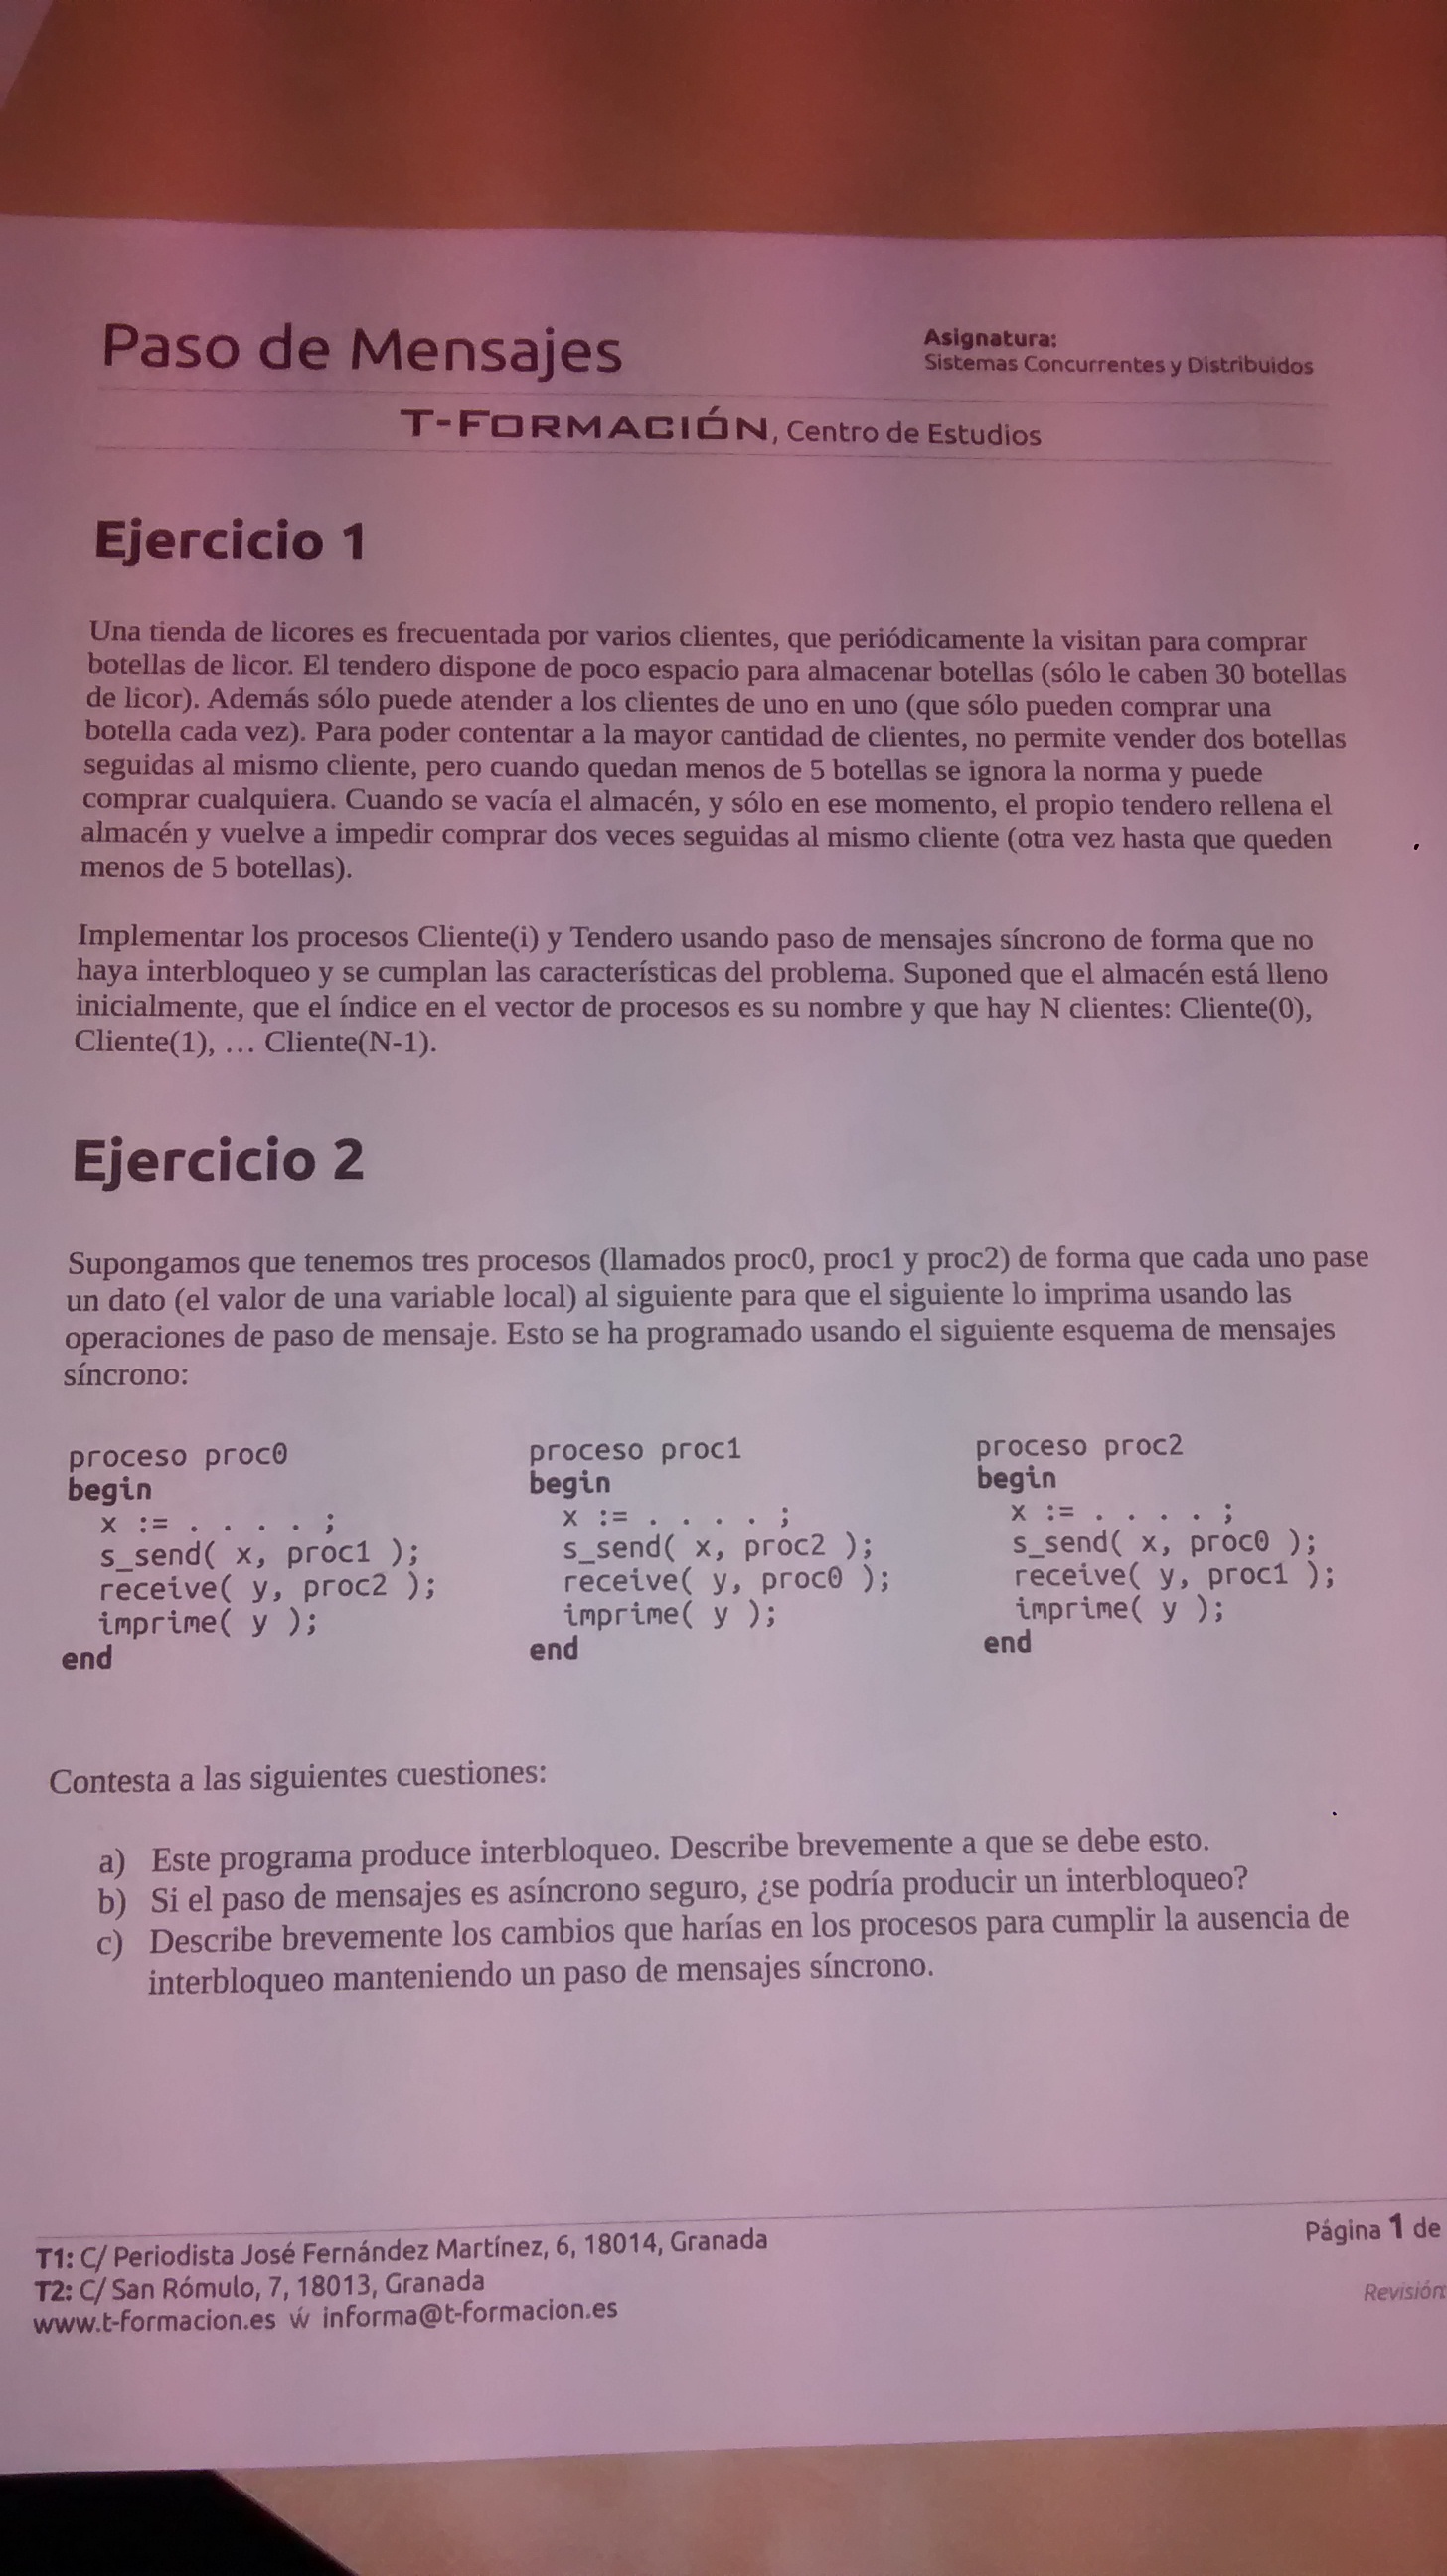 Paso de Mensajes
Asignatura:
Sistemas Concurrentes y Distribuidos
T-FORMACIÓN, Centro de Estudios
Ejercicio 1
Una tienda de licores es frecuentada por varios clientes, que periódicamente la visitan para comprar
botellas de licor. El tendero dispone de poco espacio para almacenar botellas (sólo le caben 30 botellas
de licor). Además sólo puede atender a los clientes de uno en uno (que sólo pueden comprar una
botella cada vez). Para poder contentar a la mayor cantidad de clientes, no permite vender dos botellas
seguidas al mismo cliente, pero cuando quedan menos de 5 botellas se ignora la norma y puede
comprar cualquiera. Cuando se vacía el almacén, y sólo en ese momento, el propio tendero rellena el
almacén y vuelve a impedir comprar dos veces seguidas al mismo cliente (otra vez hasta que queden
menos de 5 botellas).
Implementar los procesos Cliente(i) y Tendero usando paso de mensajes síncrono de forma que no
haya interbloqueo y se cumplan las características del problema. Suponed que el almacén está lleno
inicialmente, que el índice en el vector de procesos es su nombre y que hay N clientes: Cliente(0),
Cliente(1), … Cliente(N-1).
Ejercicio 2
Supongamos que tenemos tres procesos (llamados proc0, proc1 y proc2) de forma que cada uno pase
un dato (el valor de una variable local) al siguiente para que el siguiente lo imprima usando las
operaciones de paso de mensaje. Esto se ha programado usando el siguiente esquema de mensajes
síncrono:
proceso proc0
begin
x := . . . . ;
s_send( x, proc1 );
receive( y, proc2 );
imprime( y );
end
proceso proc1
begin
x := . . . . ;
s_send( x, proc2 );
receive( y, proc0 );
imprime( y );
end
proceso proc2
begin
x := . . . . ;
s_send( x, proc0 );
receive( y, proc1 );
imprime( y );
end
Contesta a las siguientes cuestiones:
a) Este programa produce interbloqueo. Describe brevemente a que se debe esto.
b) Si el paso de mensajes es asíncrono seguro, ¿se podría producir un interbloqueo?
c) Describe brevemente los cambios que harías en los procesos para cumplir la ausencia de
interbloqueo manteniendo un paso de mensajes síncrono.
T1: C/ Periodista José Fernández Martínez, 6, 18014, Granada
T2: C/ San Rómulo, 7, 18013, Granada
www.t-formacion.es ẃ informa@t-formacion.es
Página 1 de
Revisión